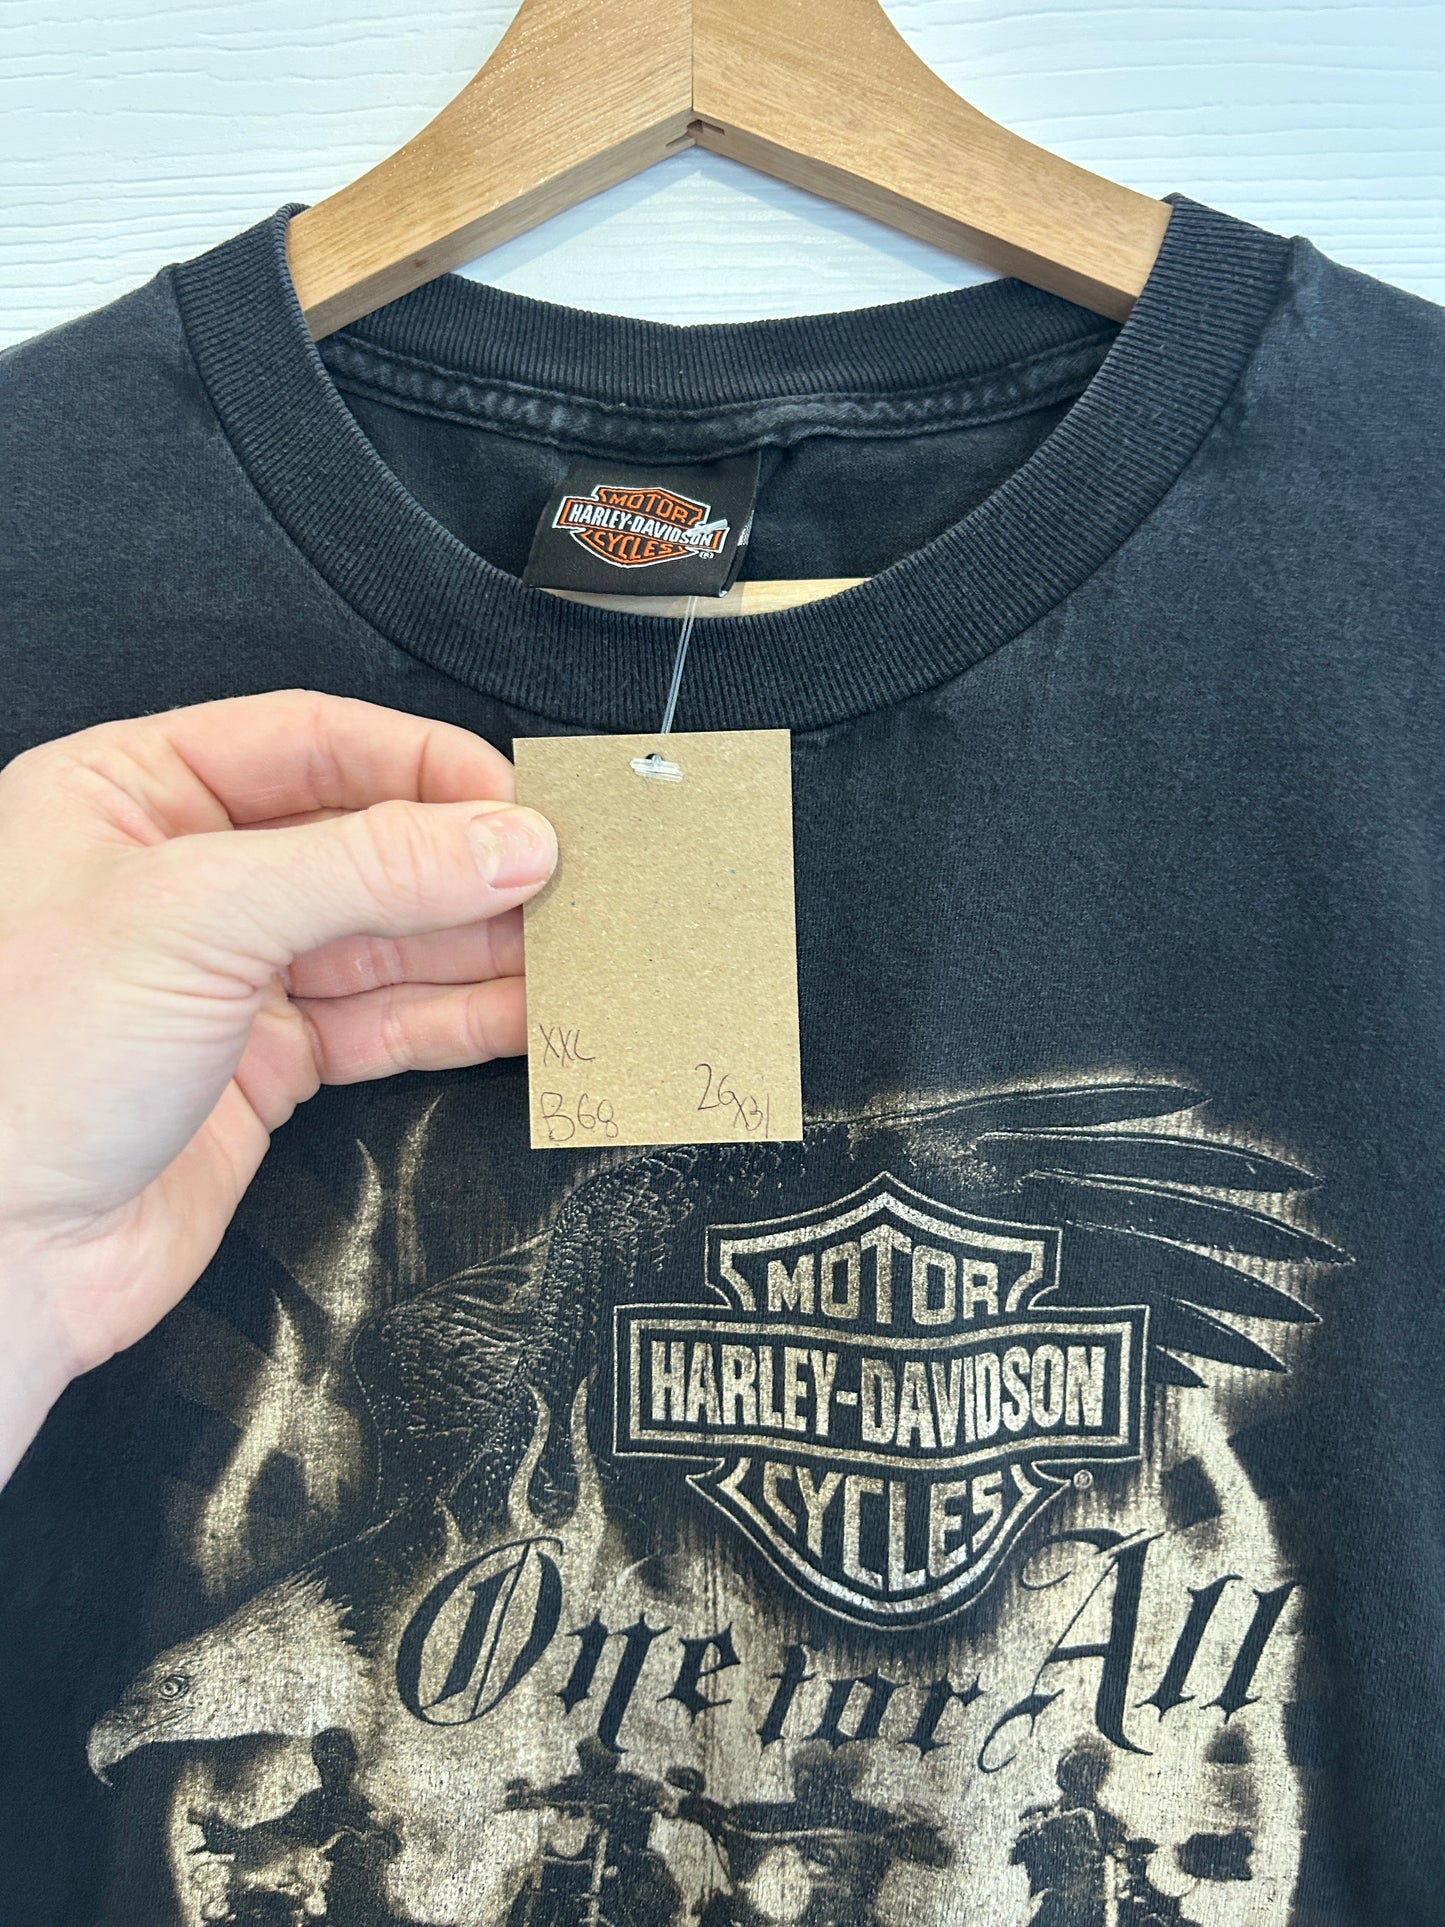 MOTOR
HARLEY-DAVIDSON
CYCLES
®
XXL
B68
26x31
MOTOR
HARLEY-DAVIDSON
CYCLES
®
One for All